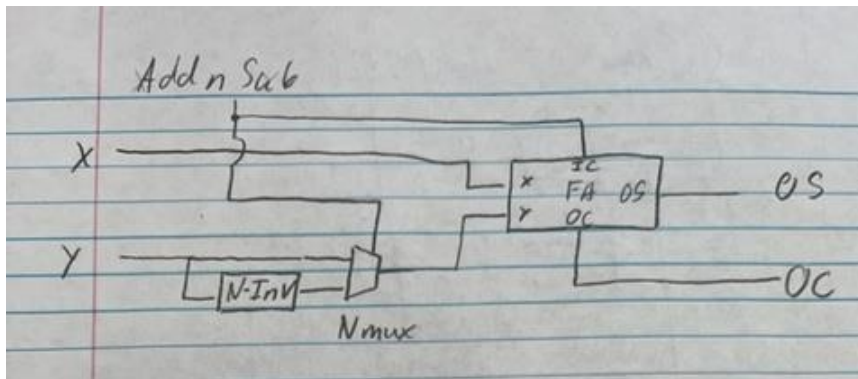 Add n Sub
X
IC
X FA OS
OS
Y OC
Y
N-Inv
OC
Nmux